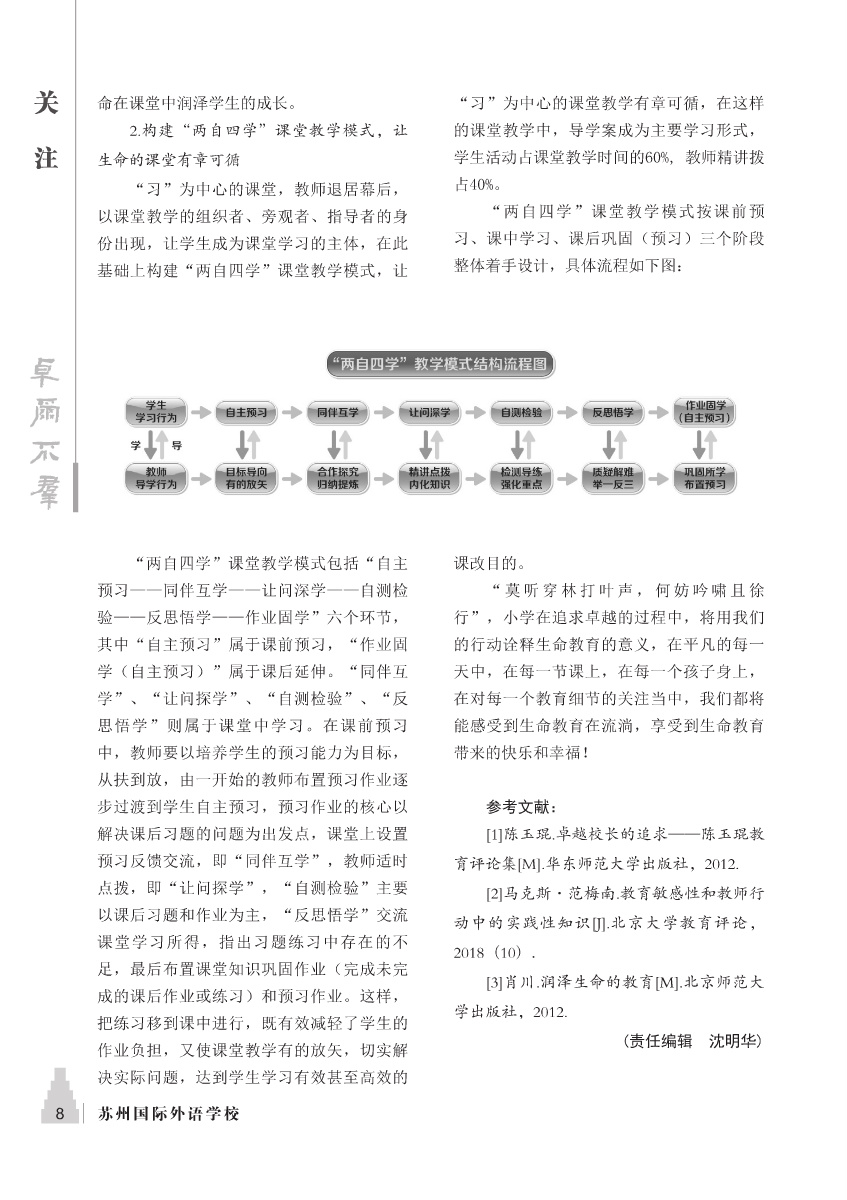 关
注
卓尔不群
命在课堂中润泽学生的成长。
2.构建“两自四学”课堂教学模式，让
生命的课堂有章可循
“习”为中心的课堂，教师退居幕后，
以课堂教学的组织者、旁观者、指导者的身
份出现，让学生成为课堂学习的主体，在此
基础上构建“两自四学”课堂教学模式，让
“习”为中心的课堂教学有章可循，在这样
的课堂教学中，导学案成为主要学习形式，
学生活动占课堂教学时间的60%，教师精讲拨
占40%。
“两自四学”课堂教学模式按课前预
习、课中学习、课后巩固（预习）三个阶段
整体着手设计，具体流程如下图：
“两自四学”教学模式结构流程图
学生
学习行为
自主预习
同伴互学
让问深学
自测检验
反思悟学
作业固学
（自主预习）
学 导
教师
导学行为
目标导向
有的放矢
合作探究
归纳提炼
精讲点拨
内化知识
检测导练
强化重点
质疑解难
举一反三
巩固所学
布置预习
“两自四学”课堂教学模式包括“自主
预习——同伴互学——让问深学——自测检
验——反思悟学——作业固学”六个环节，
其中“自主预习”属于课前预习，“作业固
学（自主预习）”属于课后延伸。“同伴互
学”、“让问探学”、“自测检验”、“反
思悟学”则属于课堂中学习。在课前预习
中，教师要以培养学生的预习能力为目标，
从扶到放，由一开始的教师布置预习作业逐
步过渡到学生自主预习，预习作业的核心以
解决课后习题的问题为出发点，课堂上设置
预习反馈交流，即“同伴互学”，教师适时
点拨，即“让问探学”，“自测检验”主要
以课后习题和作业为主，“反思悟学”交流
课堂学习所得，指出习题练习中存在的不
足，最后布置课堂知识巩固作业（完成未完
成的课后作业或练习）和预习作业。这样，
把练习移到课中进行，既有效减轻了学生的
作业负担，又使课堂教学有的放矢，切实解
决实际问题，达到学生学习有效甚至高效的
课改目的。
“莫听穿林打叶声，何妨吟啸且徐
行”，小学在追求卓越的过程中，将用我们
的行动诠释生命教育的意义，在平凡的每一
天中，在每一节课上，在每一个孩子身上，
在对每一个教育细节的关注当中，我们都将
能感受到生命教育在流淌，享受到生命教育
带来的快乐和幸福！
参考文献：
[1]陈玉琨.卓越校长的追求——陈玉琨教
育评论集[M].华东师范大学出版社，2012.
[2]马克斯·范梅南.教育敏感性和教师行
动中的实践性知识[J].北京大学教育评论，
2018（10）.
[3]肖川.润泽生命的教育[M].北京师范大
学出版社，2012.
（责任编辑 沈明华）
8 苏州国际外语学校